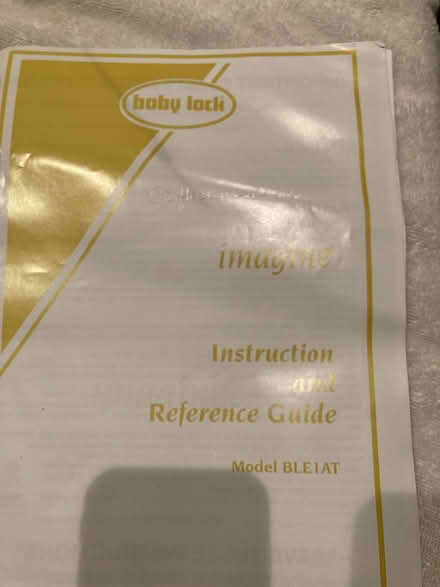 baby lock
imagine
Instruction
and
Reference Guide
Model BLE1AT